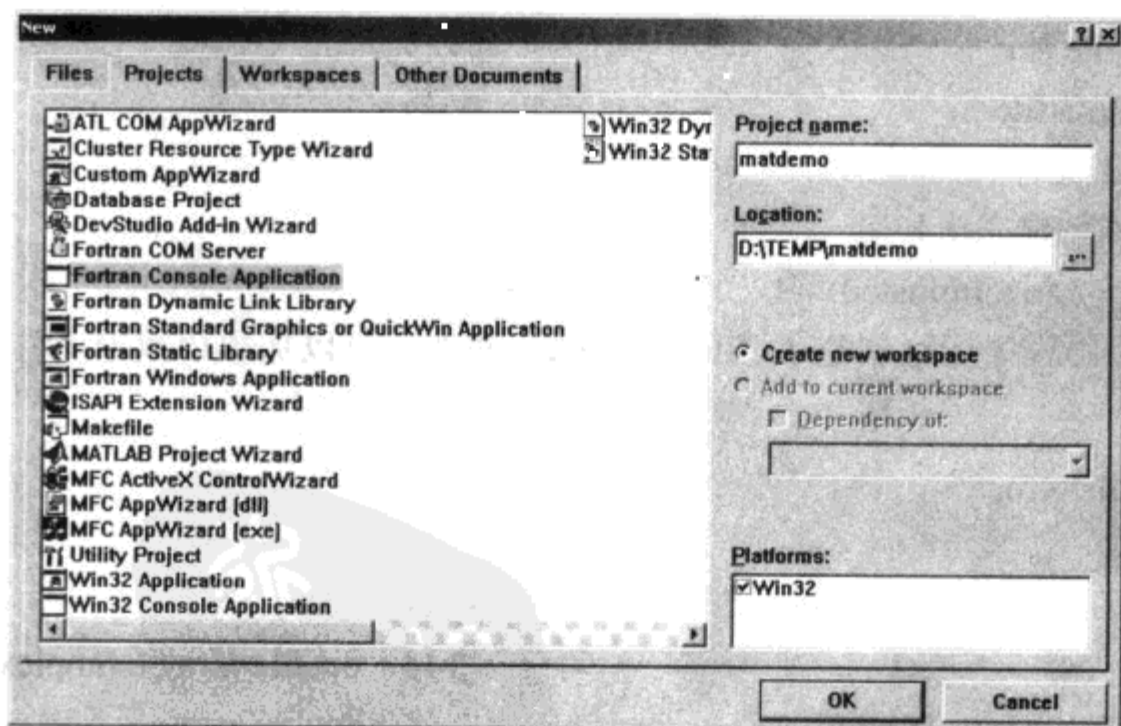 New
Files Projects Workspaces Other Documents
ATL COM AppWizard
Cluster Resource Type Wizard
Custom AppWizard
Database Project
DevStudio Add-in Wizard
Fortran COM Server
Fortran Console Application
Fortran Dynamic Link Library
Fortran Standard Graphics or QuickWin Application
Fortran Static Library
Fortran Windows Application
ISAPI Extension Wizard
Makefile
MATLAB Project Wizard
MFC ActiveX ControlWizard
MFC AppWizard (dll)
MFC AppWizard (exe)
Utility Project
Win32 Application
Win32 Console Application
Win32 Dyr
Win32 Sta
Project name:
matdemo
Location:
D:\TEMP\matdemo
...
Create new workspace
Add to current workspace
Dependency of:
Platforms:
Win32
OK Cancel